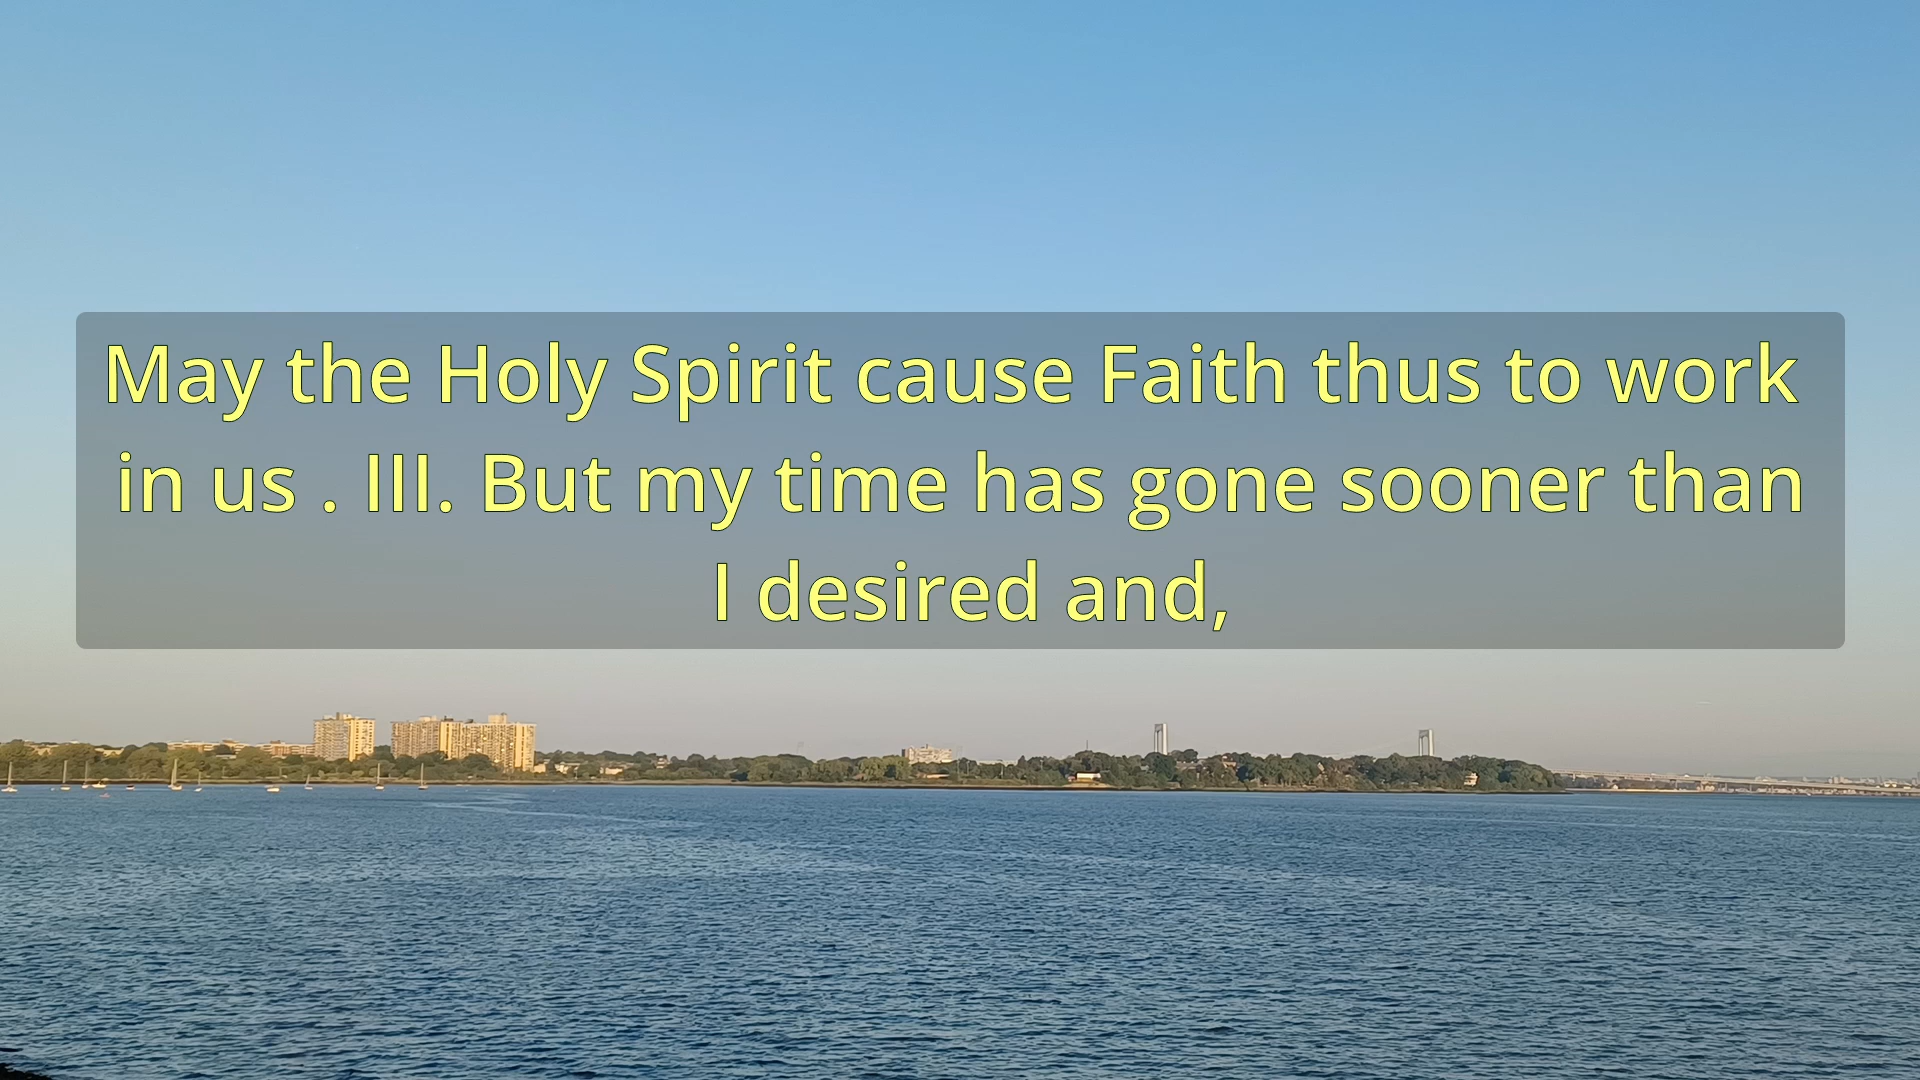 May the Holy Spirit cause Faith thus to work
in us . III. But my time has gone sooner than
I desired and,